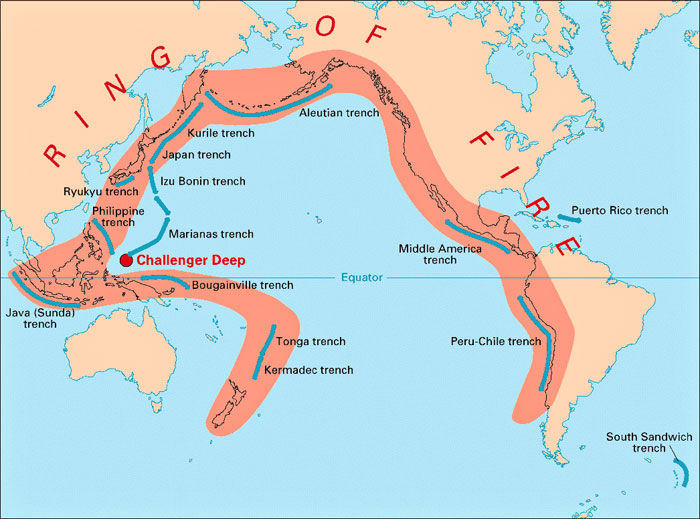 RING OF FIRE
Aleutian trench
Kurile trench
Japan trench
Izu Bonin trench
Ryukyu trench
Philippine
trench
Marianas trench
Challenger Deep
Puerto Rico trench
Middle America
trench
Equator
Bougainville trench
Java (Sunda)
trench
Tonga trench
Kermadec trench
Peru-Chile trench
South Sandwich
trench